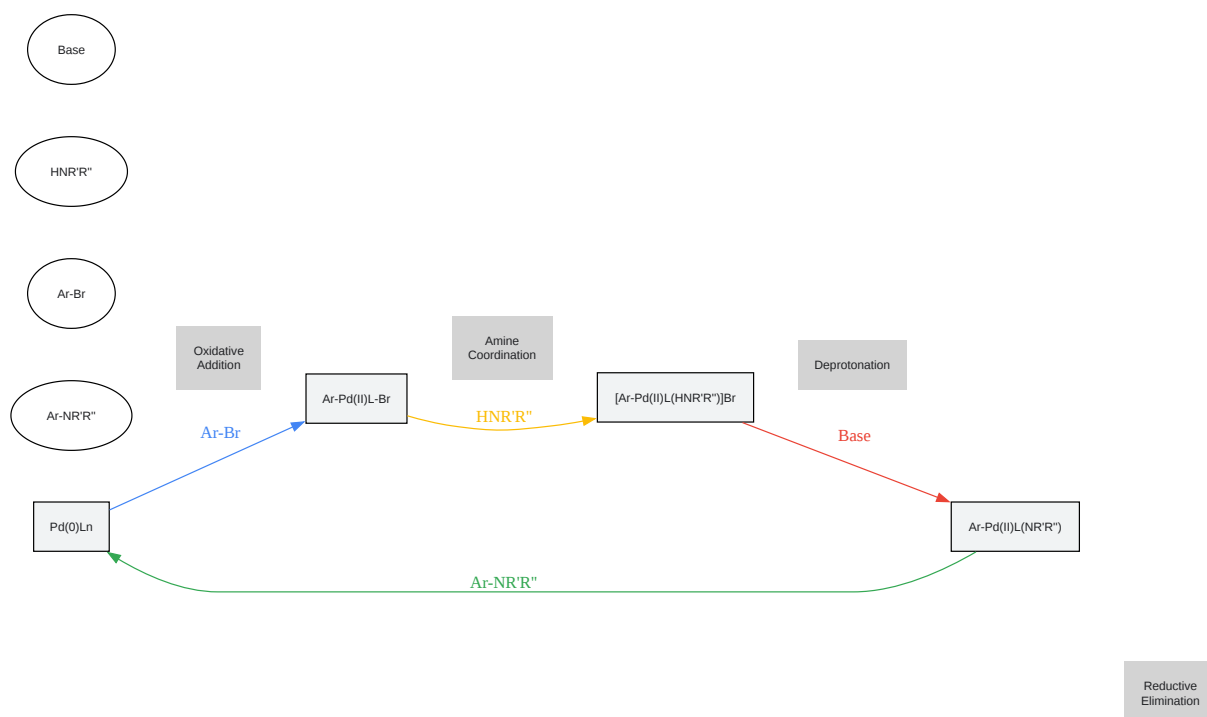 Base
HNR'R''
Ar-Br
Ar-NR'R''
Oxidative
Addition
Amine
Coordination
Deprotonation
Ar-Pd(II)L-Br
[Ar-Pd(II)L(HNR'R'')]Br
Ar-Br
HNR'R''
Base
Pd(0)Ln
Ar-Pd(II)L(NR'R'')
Ar-NR'R''
Reductive
Elimination